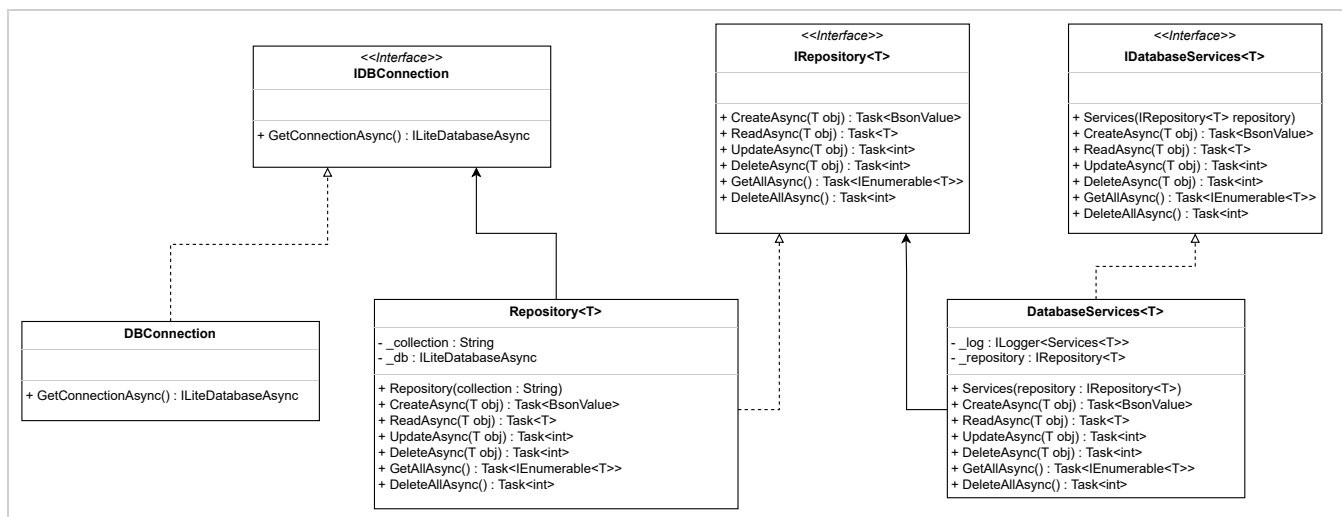 <<Interface>>
IDBConnection
+ GetConnectionAsync() : ILiteDatabaseAsync
<<Interface>>
IRepository<T>
+ CreateAsync(T obj) : Task<BsonValue>
+ ReadAsync(T obj) : Task<T>
+ UpdateAsync(T obj) : Task<int>
+ DeleteAsync(T obj) : Task<int>
+ GetAllAsync() : Task<IEnumerable<T>>
+ DeleteAllAsync() : Task<int>
<<Interface>>
IDatabaseServices<T>
+ Services(IRepository<T> repository)
+ CreateAsync(T obj) : Task<BsonValue>
+ ReadAsync(T obj) : Task<T>
+ UpdateAsync(T obj) : Task<int>
+ DeleteAsync(T obj) : Task<int>
+ GetAllAsync() : Task<IEnumerable<T>>
+ DeleteAllAsync() : Task<int>
DBConnection
+ GetConnectionAsync() : ILiteDatabaseAsync
Repository<T>
- _collection : String
- _db : ILiteDatabaseAsync
+ Repository(collection : String)
+ CreateAsync(T obj) : Task<BsonValue>
+ ReadAsync(T obj) : Task<T>
+ UpdateAsync(T obj) : Task<int>
+ DeleteAsync(T obj) : Task<int>
+ GetAllAsync() : Task<IEnumerable<T>>
+ DeleteAllAsync() : Task<int>
DatabaseServices<T>
- _log : ILogger<Services<T>>
- _repository : IRepository<T>
+ Services(repository : IRepository<T>)
+ CreateAsync(T obj) : Task<BsonValue>
+ ReadAsync(T obj) : Task<T>
+ UpdateAsync(T obj) : Task<int>
+ DeleteAsync(T obj) : Task<int>
+ GetAllAsync() : Task<IEnumerable<T>>
+ DeleteAllAsync() : Task<int>